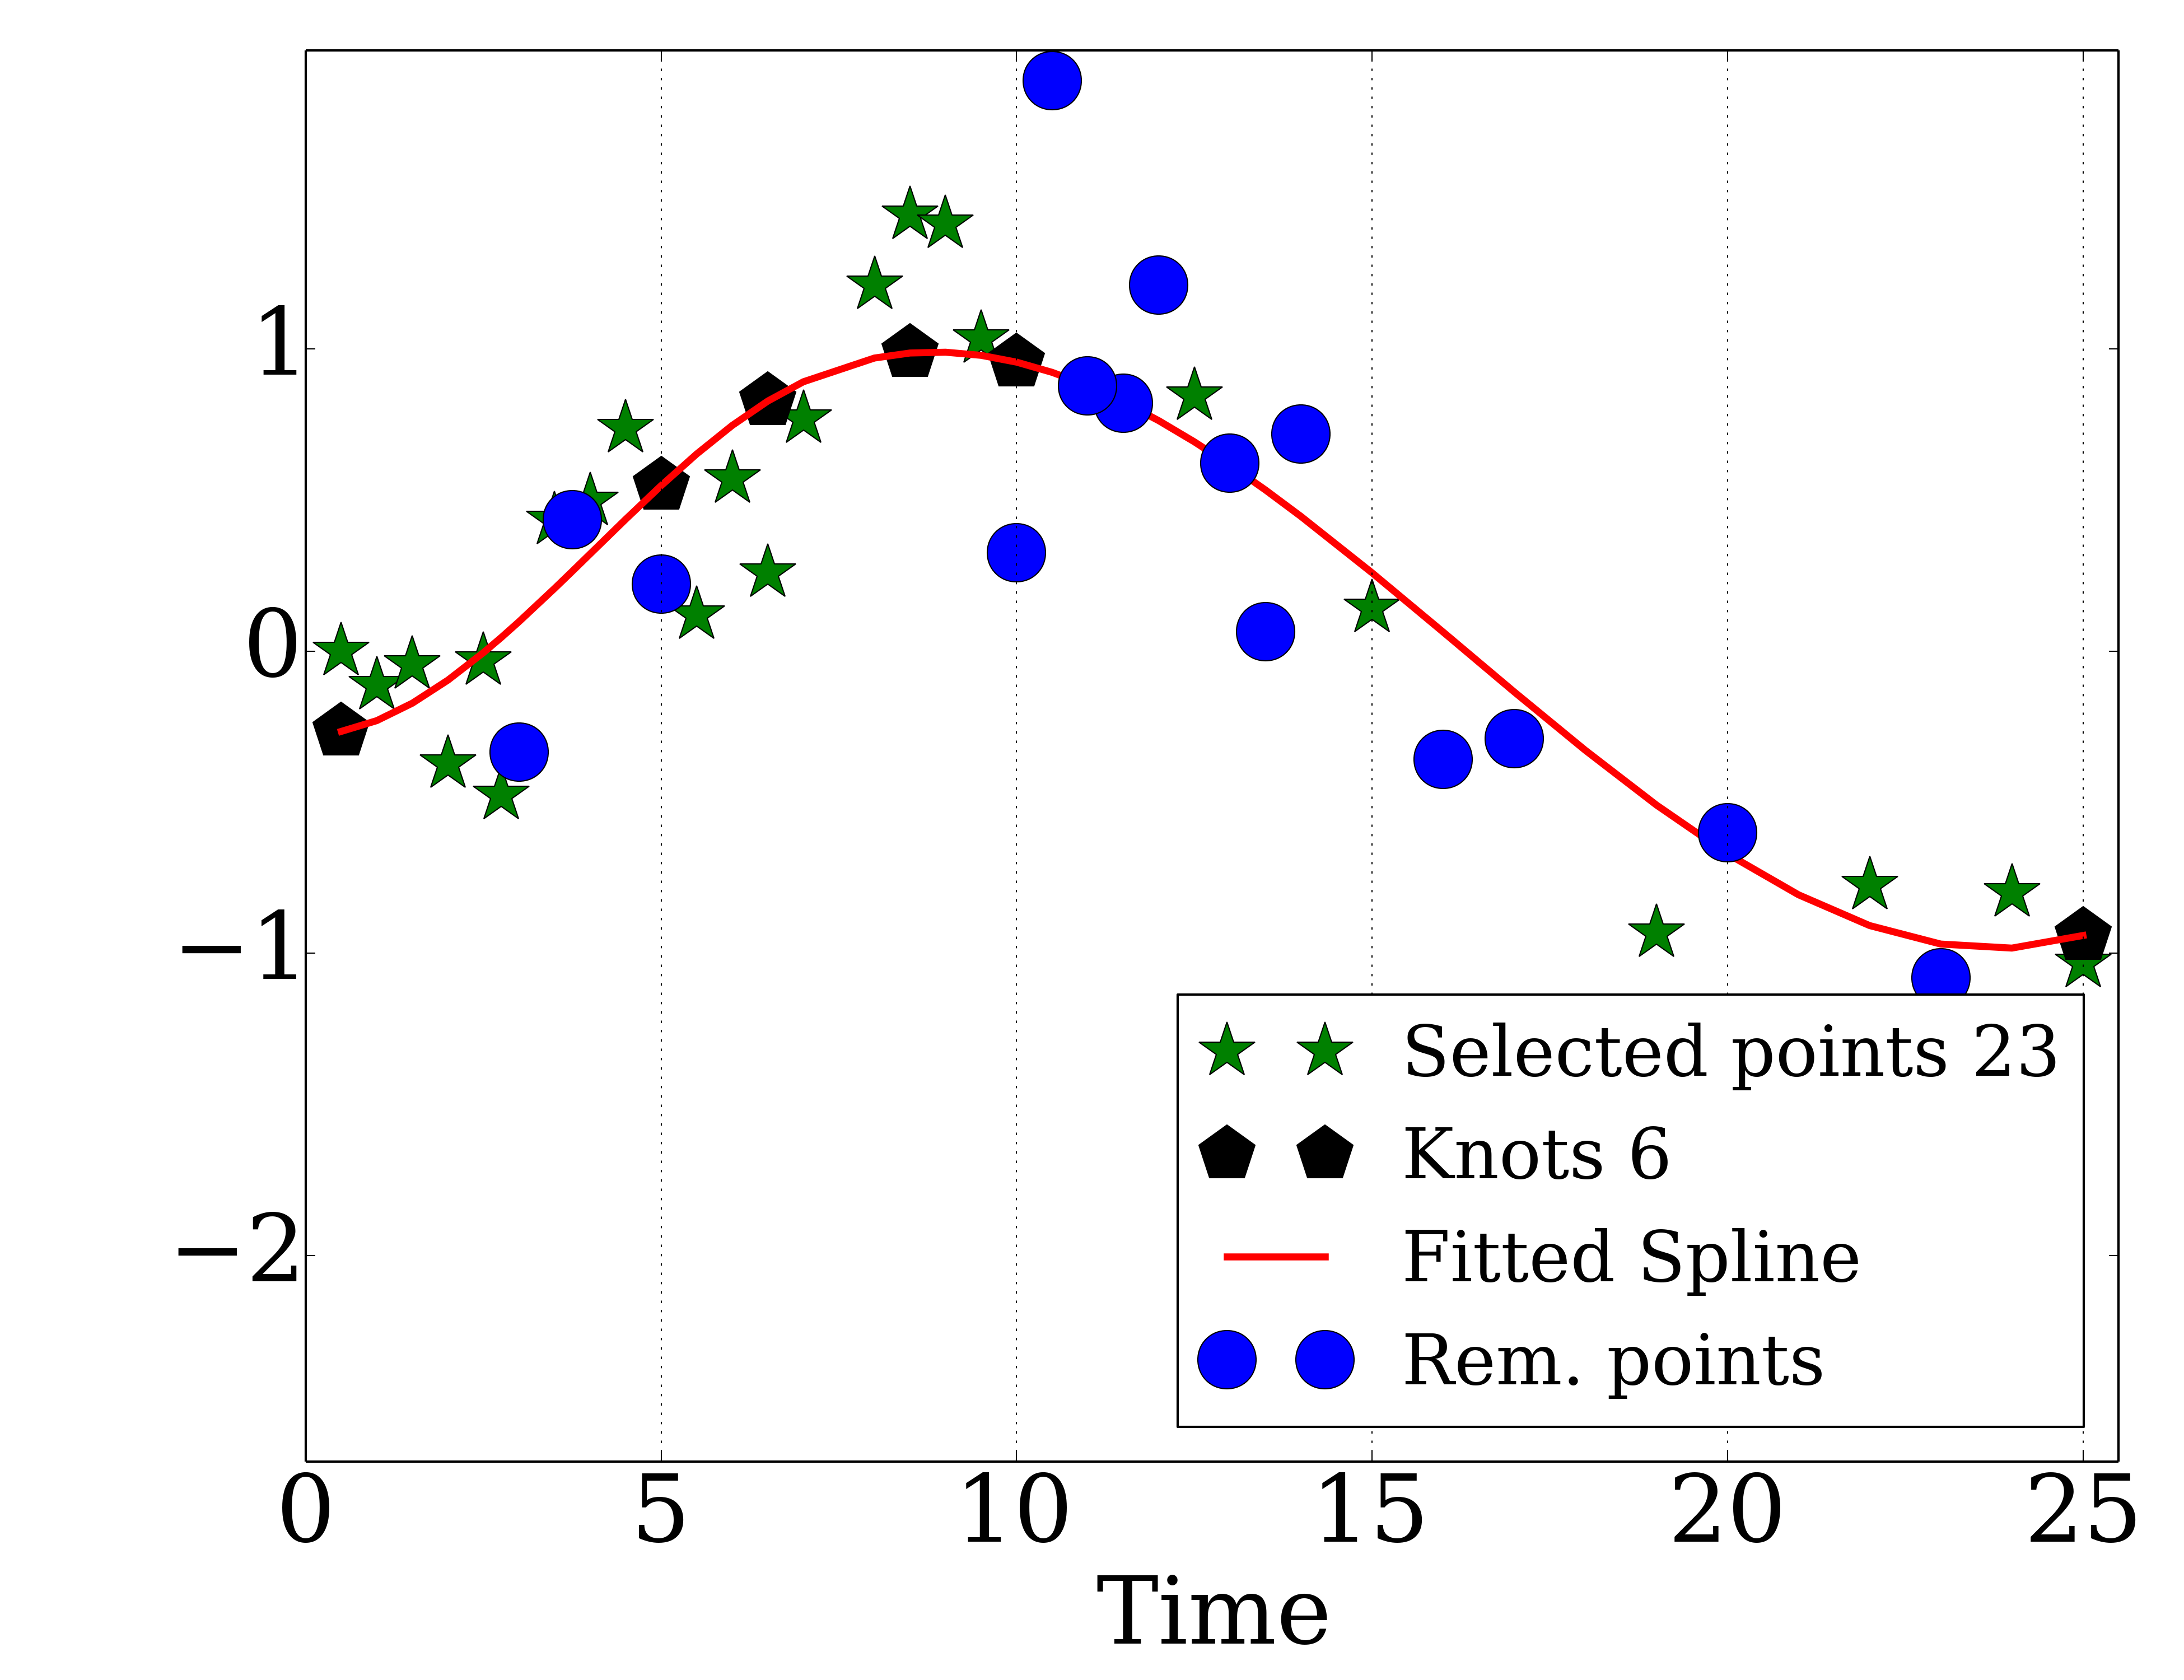 1
0
−1
−2
0 5 10 15 20 25
Time
Selected points 23
Knots 6
Fitted Spline
Rem. points